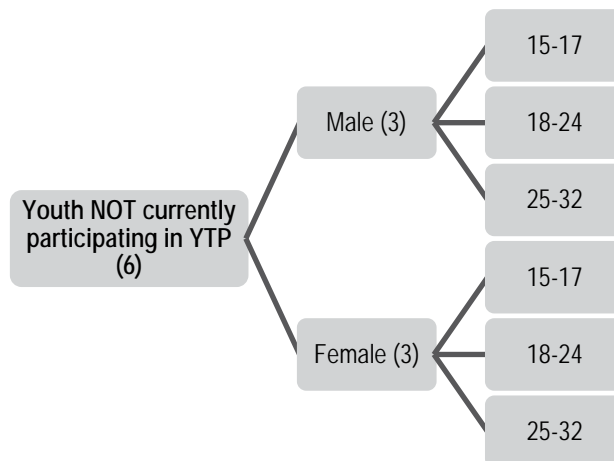 Youth NOT currently
participating in YTP
(6)
Male (3)
15-17
18-24
25-32
Female (3)
15-17
18-24
25-32